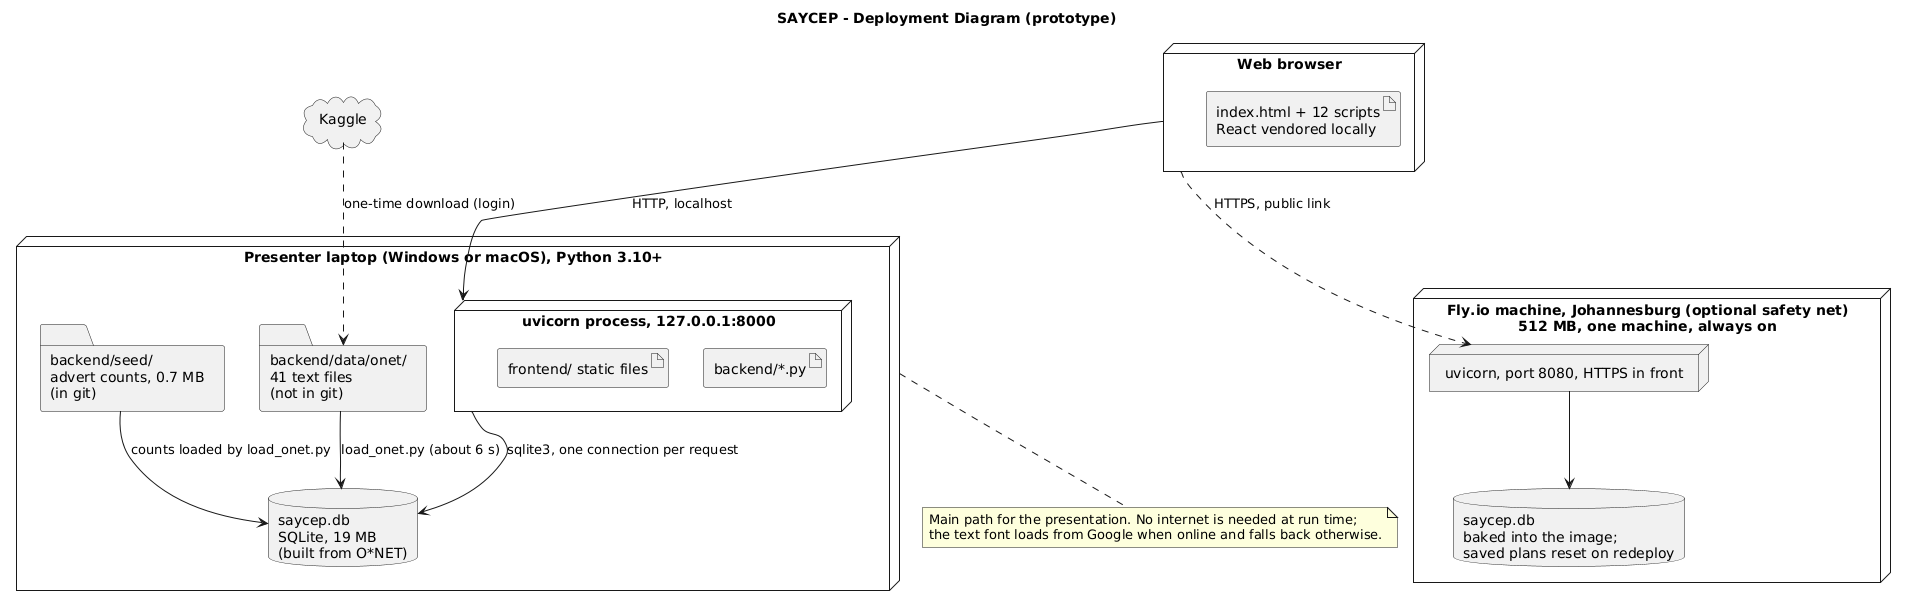 SAYCEP - Deployment Diagram (prototype)
Web browser
index.html + 12 scripts
React vendored locally
Kaggle
one-time download (login)
HTTP, localhost
HTTPS, public link
Presenter laptop (Windows or macOS), Python 3.10+
uvicorn process, 127.0.0.1:8000
frontend/ static files
backend/*.py
backend/seed/
advert counts, 0.7 MB
(in git)
backend/data/onet/
41 text files
(not in git)
counts loaded by load_onet.py
load_onet.py (about 6 s)
sqlite3, one connection per request
saycep.db
SQLite, 19 MB
(built from O*NET)
Main path for the presentation. No internet is needed at run time;
the text font loads from Google when online and falls back otherwise.
Fly.io machine, Johannesburg (optional safety net)
512 MB, one machine, always on
uvicorn, port 8080, HTTPS in front
saycep.db
baked into the image;
saved plans reset on redeploy